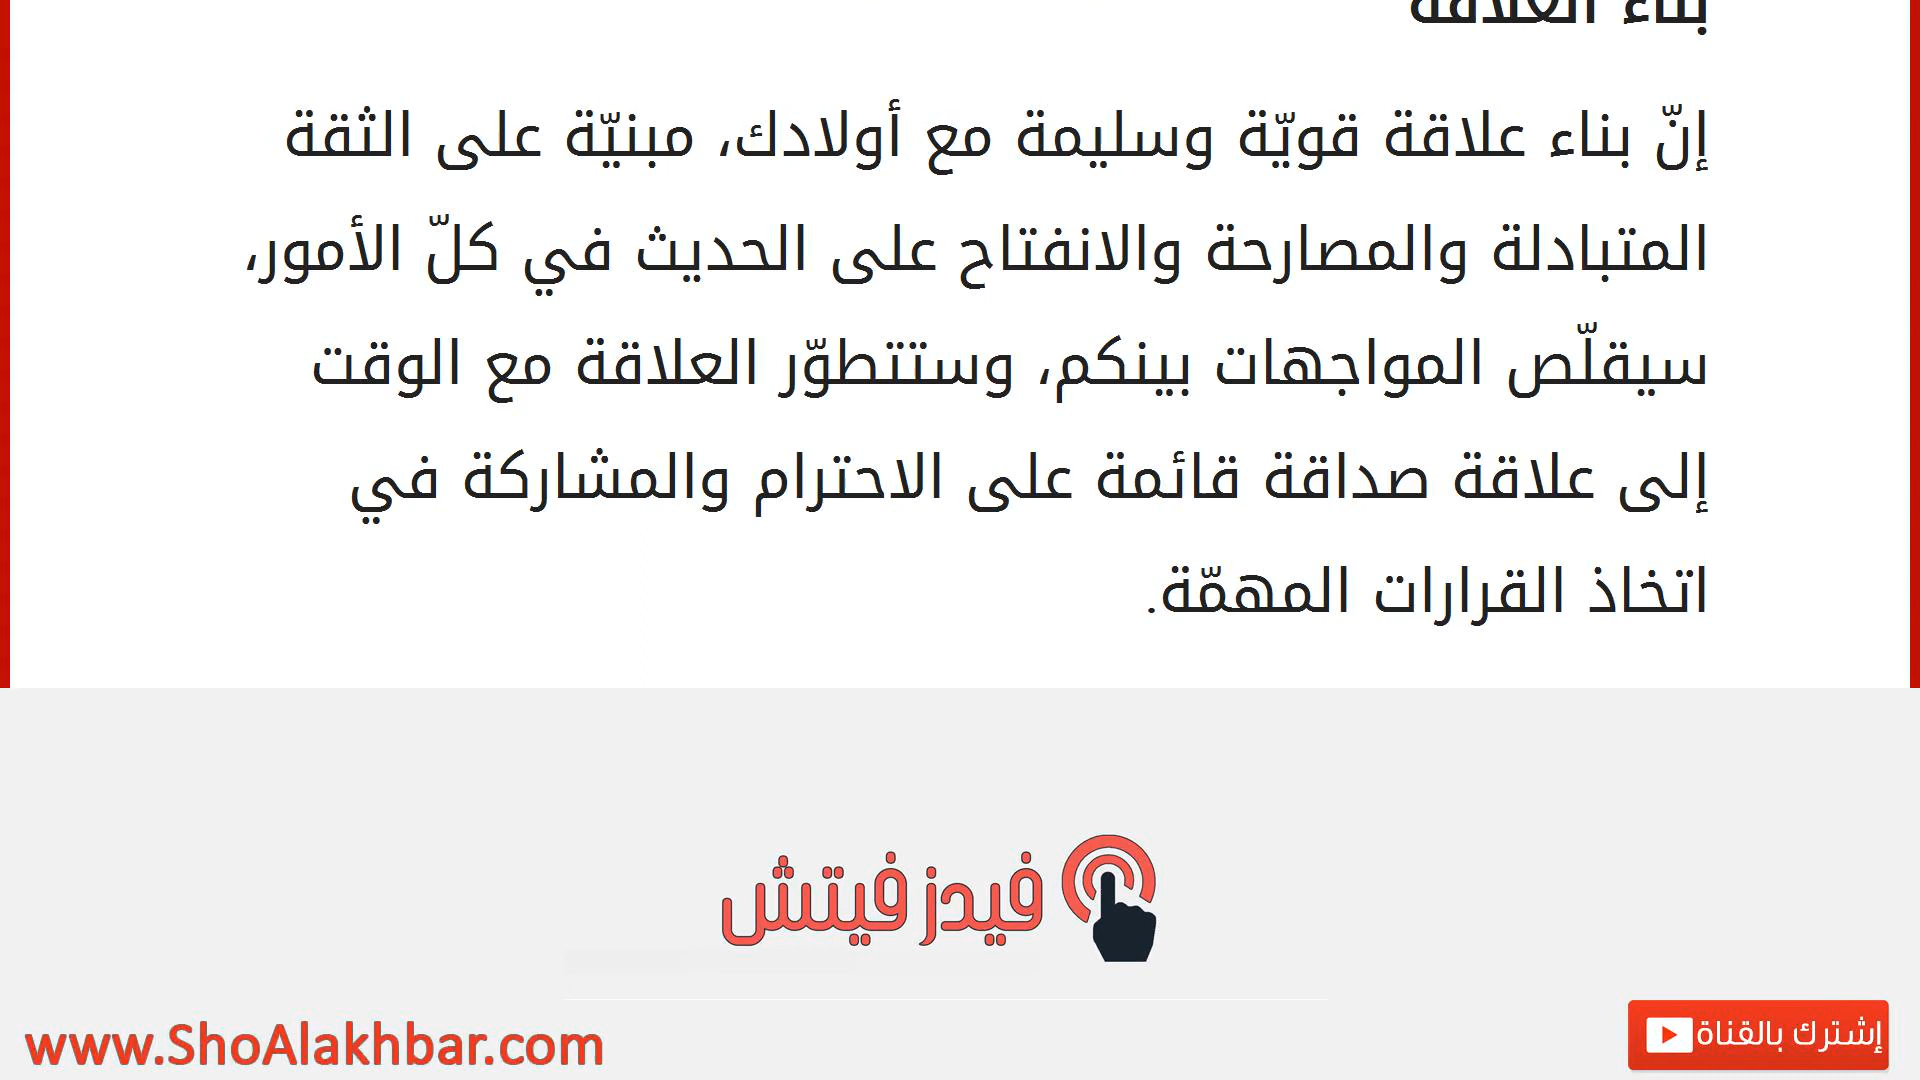 بناء العلاقة
إنّ بناء علاقة قويّة وسليمة مع أولادك، مبنيّة على الثقة
المتبادلة والمصارحة والانفتاح على الحديث في كلّ الأمور،
سيقلّص المواجهات بينكم، وستتطوّر العلاقة مع الوقت
إلى علاقة صداقة قائمة على الاحترام والمشاركة في
اتخاذ القرارات المهمّة.
فيدز فيتش
www.ShoAlakhbar.com
إشترك بالقناة